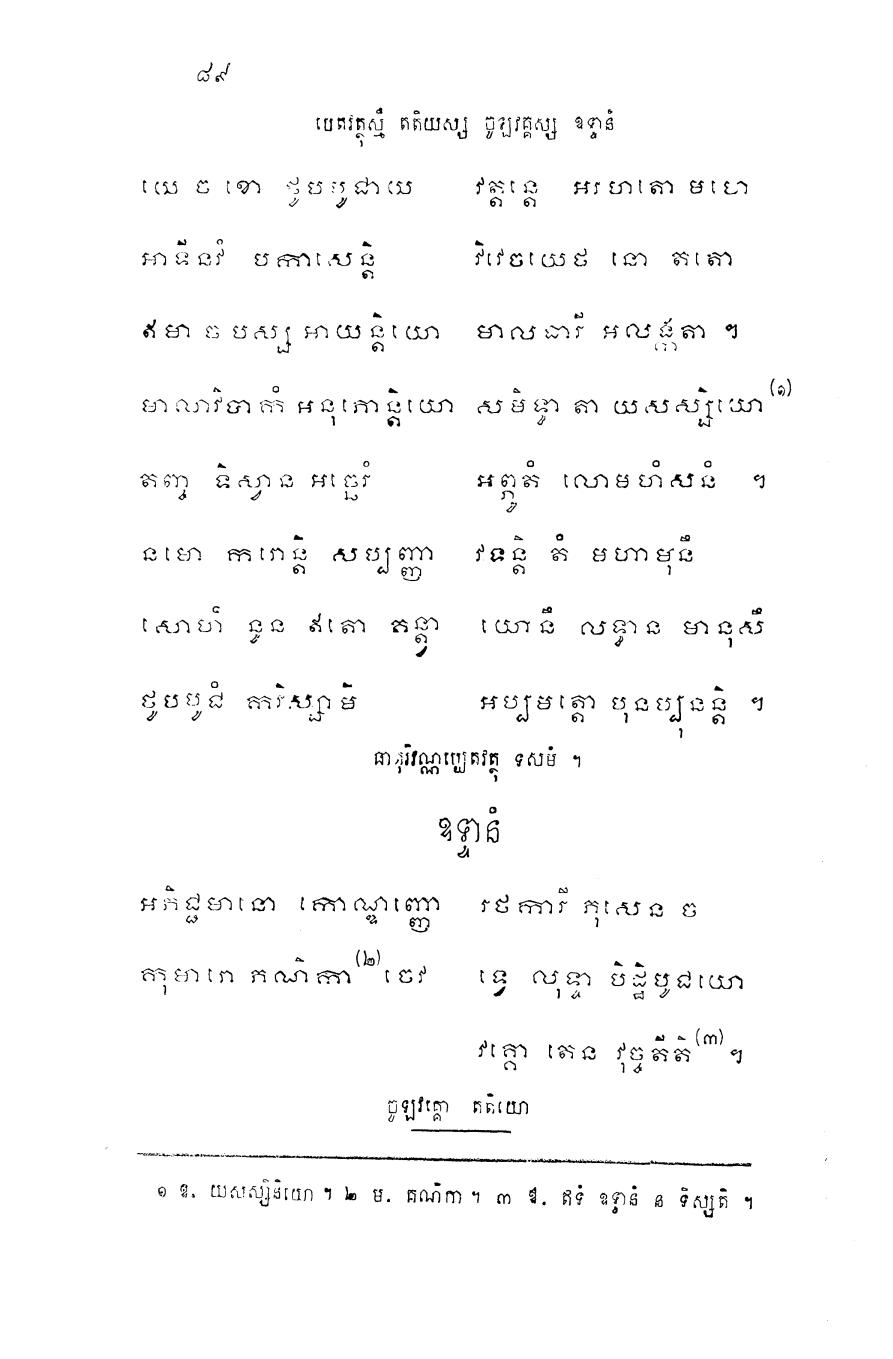 ៨៩
បេតវត្ថុស្មឹ តតិយស្ស ចូឡវគ្គស្ស ឧទ្ទានំ
យេ ច ខោ ថូបបូជាយ វត្តន្តេ អរហតោ មហេ
អាទីនវំ បកាសេន្តិ វិវេចយេថ នោ តតោ
ឥមា ច បស្ស អាយន្តិយោ មាលធារី អលង្កតា ។
មាលាវិបាកំ អនុភោន្តិយោ សមិទ្ធា តា យសស្សិយោ (១)
តញ្ច ទិស្វាន អច្ឆេរំ អព្ភូតំ លោមហំសនំ ។
នមោ ករោន្តិ សប្បញ្ញា វទន្តិ តំ មហាមុនឹ
សោហំ នូន ឥតោ គន្ត្វា យោនឹ លទ្ធាន មានុសឹ
ថូបបូជំ ករិស្សាមិ អប្បមត្តោ បុនប្បុនន្តិ ។
ធាតុវិវណ្ណប្បេតវត្ថុ ទសមំ ។
ឧទ្ទានំ
អភិជ្ជមានោ កោណ្ឌញ្ញោ រថការី ភុសេន ច
កុមារោ គណិកា (២) ចេវ ទ្វេ លុទ្ទា បិដ្ឋិបូជយោ
វគ្គោ តេន វុច្ចតីតិ (៣) ។
ចូឡវគ្គោ តតិយោ
១ ឱ. យសស្សិនិយោ ។ ២ ម. គណិកា ។ ៣ ឱ. ឥទំ ឧទ្ទានំ ន ទិស្សតិ ។